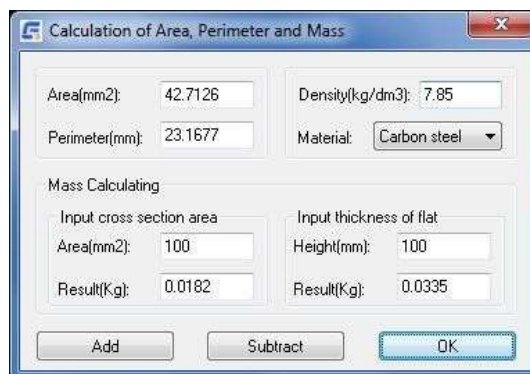 Calculation of Area, Perimeter and Mass
Area(mm2): 42.7126
Density(kg/dm3): 7.85
Perimeter(mm): 23.1677
Material: Carbon steel
Mass Calculating
Input cross section area
Input thickness of flat
Area(mm2): 100
Height(mm): 100
Result(Kg): 0.0182
Result(Kg): 0.0335
Add
Subtract
OK